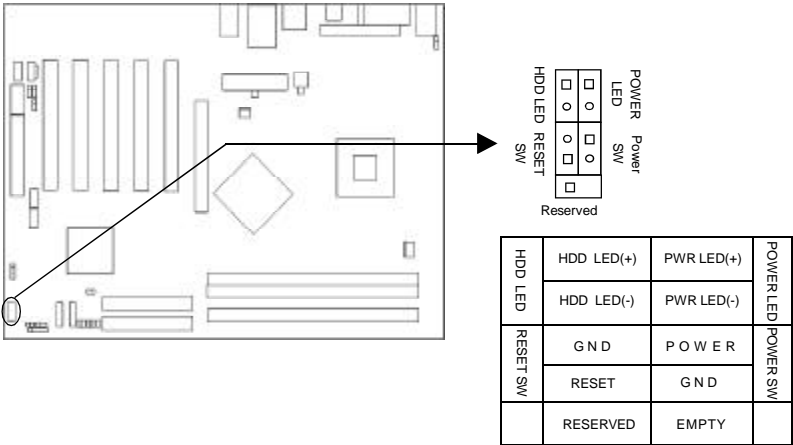 HDD LED
POWER
LED
RESET
SW
Power
SW
Reserved
HDD LED
HDD LED(+)
PWR LED(+)
POWER LED
HDD LED(-)
PWR LED(-)
RESET SW
GND
POWER
POWER SW
RESET
GND
RESERVED
EMPTY